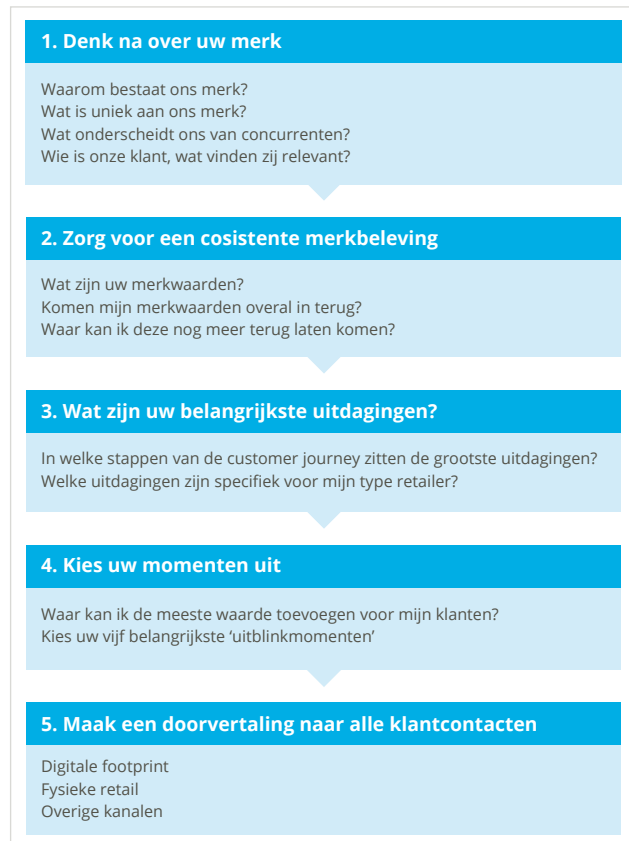 1. Denk na over uw merk
Waarom bestaat ons merk?
Wat is uniek aan ons merk?
Wat onderscheidt ons van concurrenten?
Wie is onze klant, wat vinden zij relevant?
2. Zorg voor een cosistente merkbeleving
Wat zijn uw merkwaarden?
Komen mijn merkwaarden overal in terug?
Waar kan ik deze nog meer terug laten komen?
3. Wat zijn uw belangrijkste uitdagingen?
In welke stappen van de customer journey zitten de grootste uitdagingen?
Welke uitdagingen zijn specifiek voor mijn type retailer?
4. Kies uw momenten uit
Waar kan ik de meeste waarde toevoegen voor mijn klanten?
Kies uw vijf belangrijkste ‘uitblinkmomenten’
5. Maak een doorvertaling naar alle klantcontacten
Digitale footprint
Fysieke retail
Overige kanalen